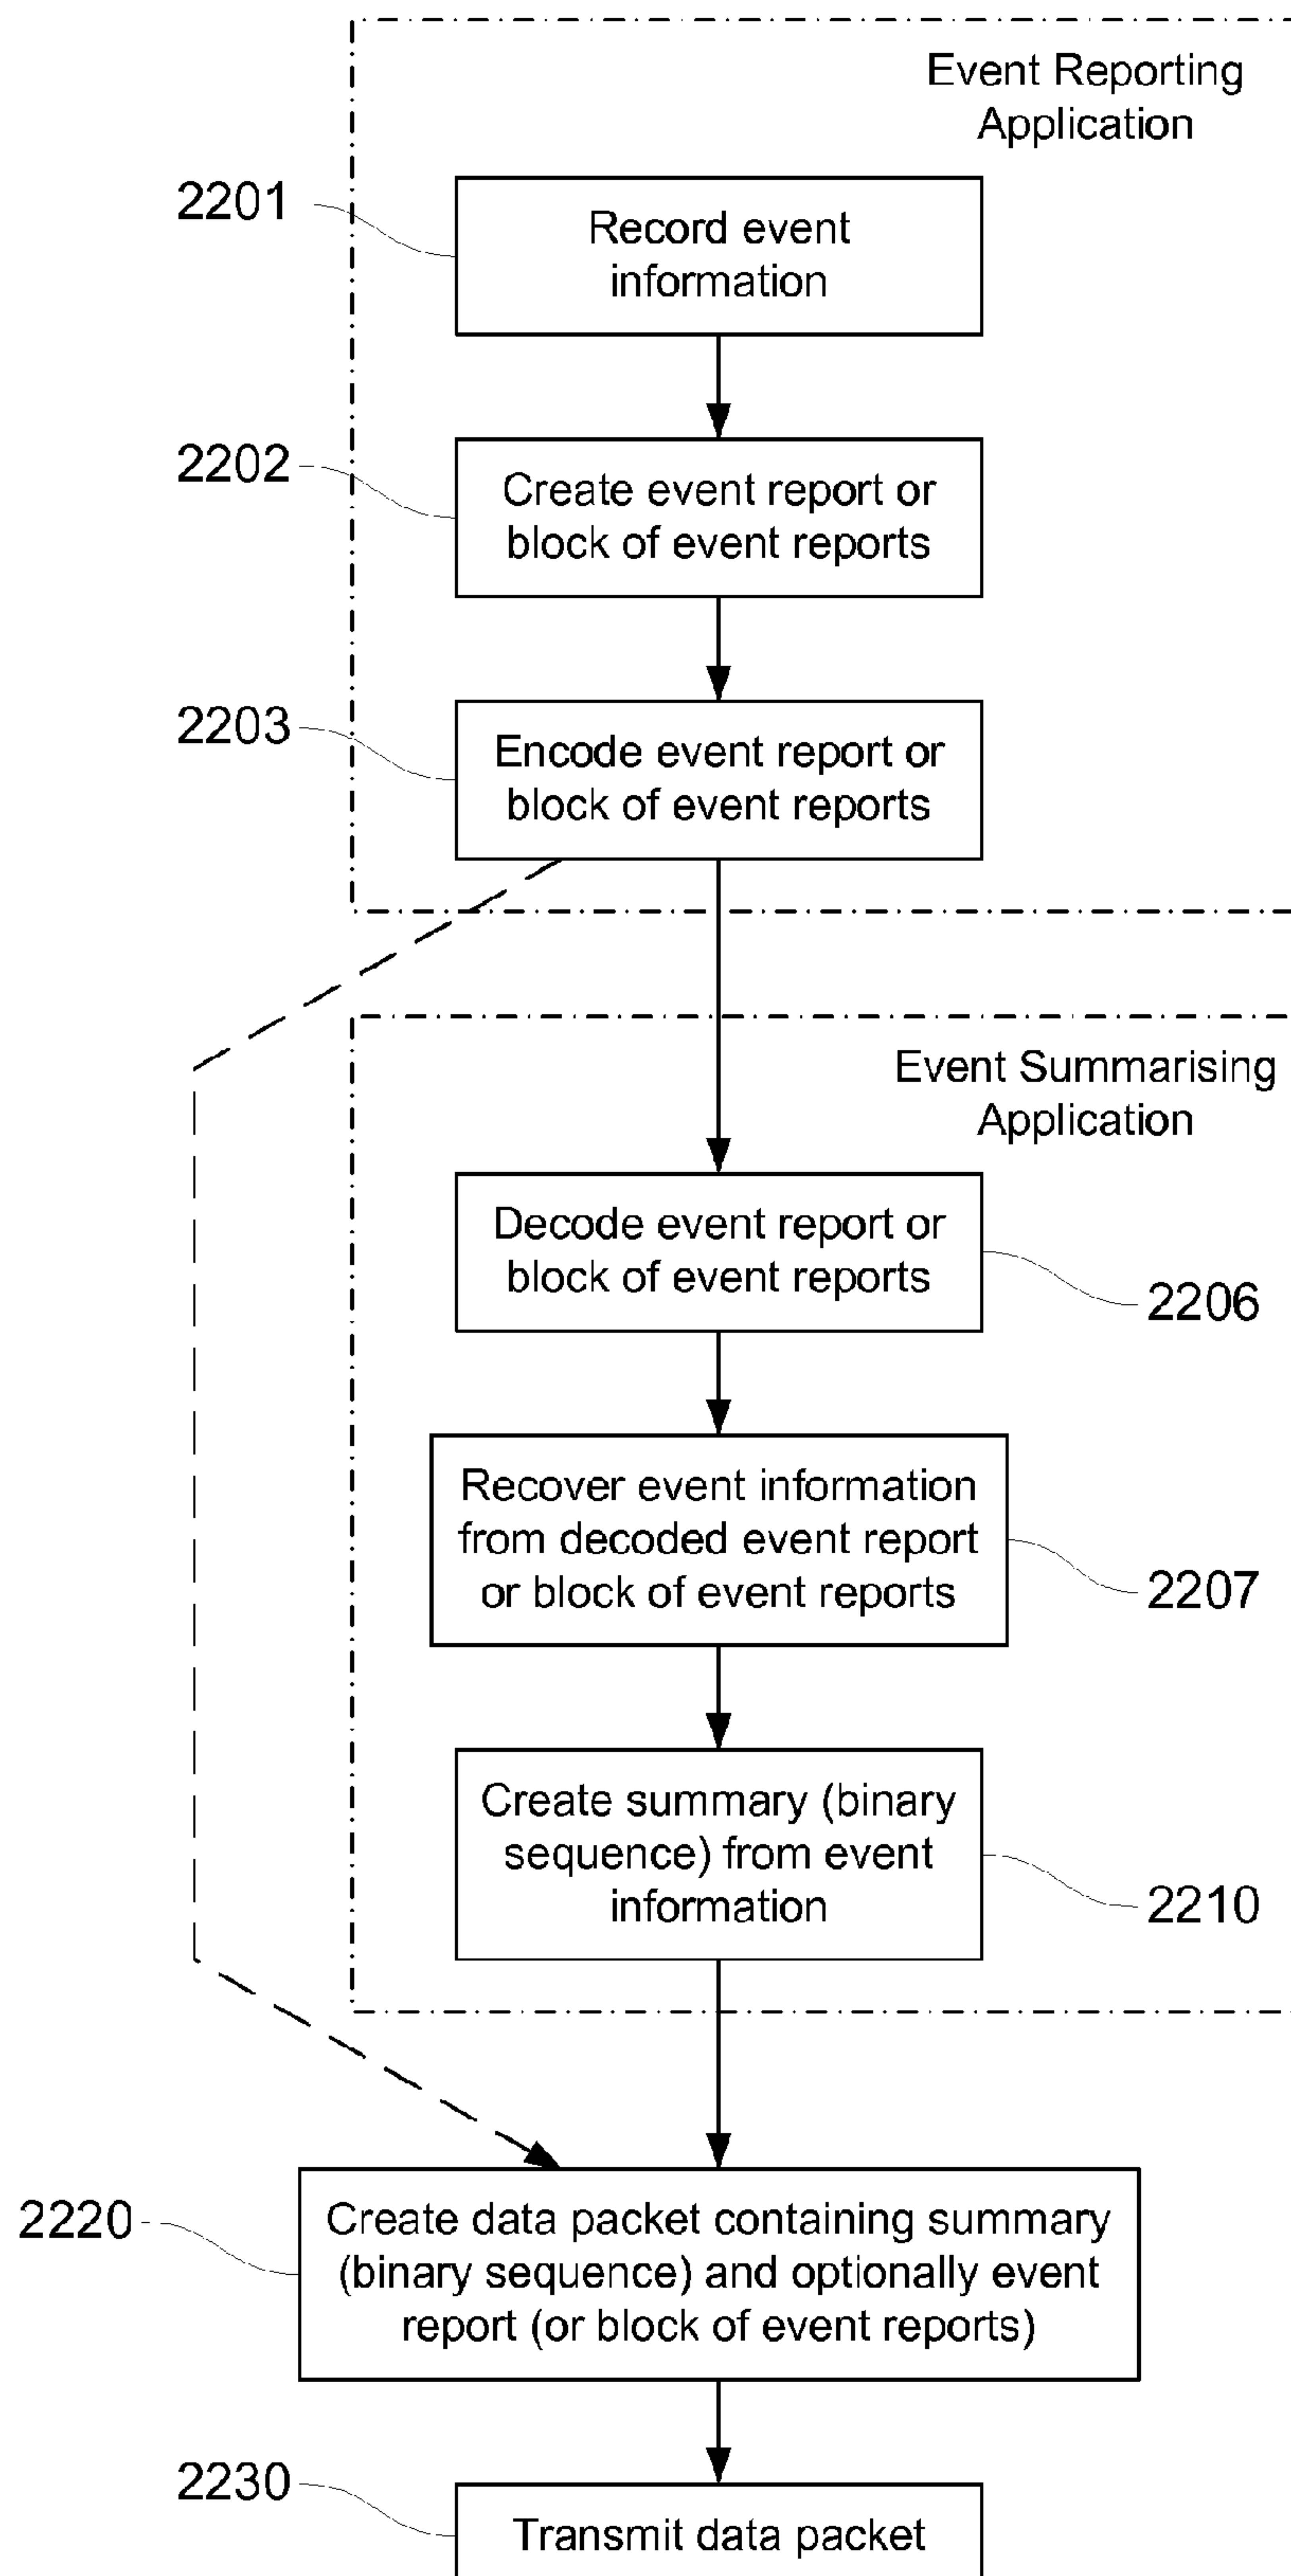 Event Reporting
Application
2201
Record event
information
2202
Create event report or
block of event reports
2203
Encode event report or
block of event reports
Event Summarising
Application
Decode event report or
block of event reports
2206
Recover event information
from decoded event report
or block of event reports
2207
Create summary (binary
sequence) from event
information
2210
2220
Create data packet containing summary
(binary sequence) and optionally event
report (or block of event reports)
2230
Transmit data packet